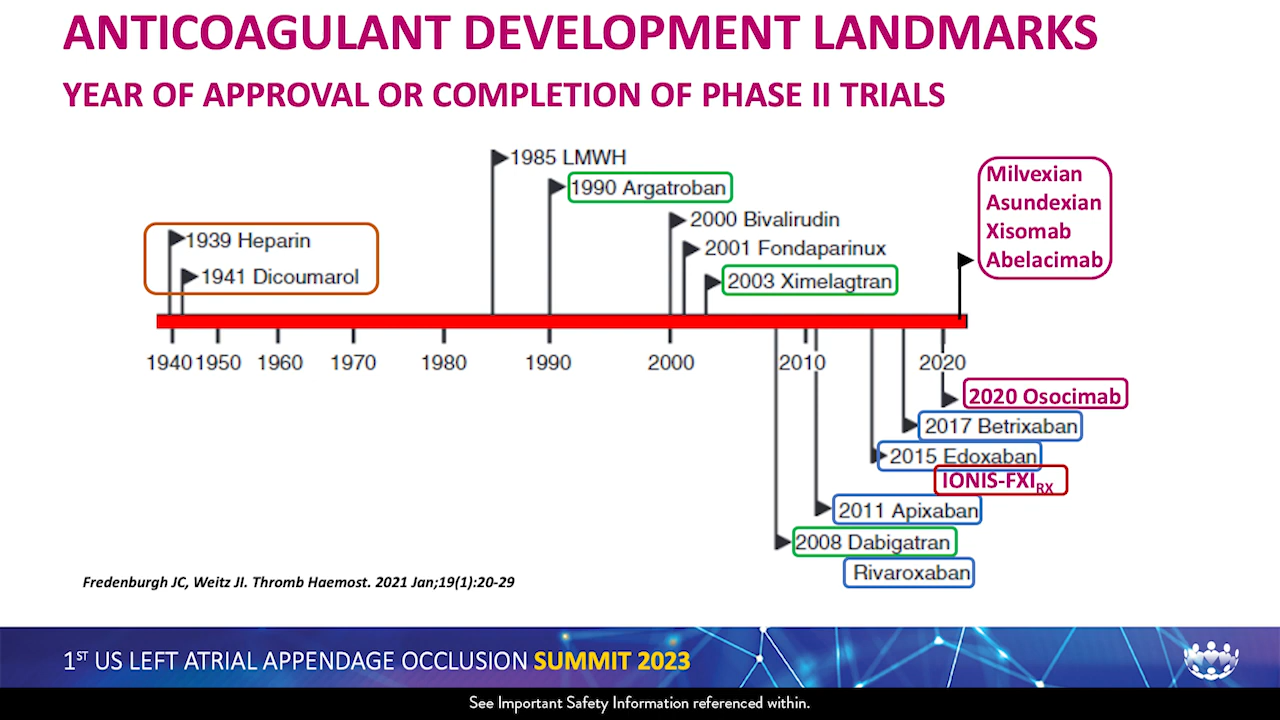 ANTICOAGULANT DEVELOPMENT LANDMARKS
YEAR OF APPROVAL OR COMPLETION OF PHASE II TRIALS
1985 LMWH
1990 Argatroban
1939 Heparin
1941 Dicoumarol
2000 Bivalirudin
2001 Fondaparinux
2003 Ximelagtran
Milvexian
Asundexian
Xisomab
Abelacimab
1940 1950 1960 1970 1980 1990 2000 2010 2020
2020 Osocimab
2017 Betrixaban
2015 Edoxaban
IONIS-FXIRX
2011 Apixaban
2008 Dabigatran
Rivaroxaban
Fredenburgh JC, Weitz JI. Thromb Haemost. 2021 Jan;19(1):20-29
1ST US LEFT ATRIAL APPENDAGE OCCLUSION SUMMIT 2023
See Important Safety Information referenced within.